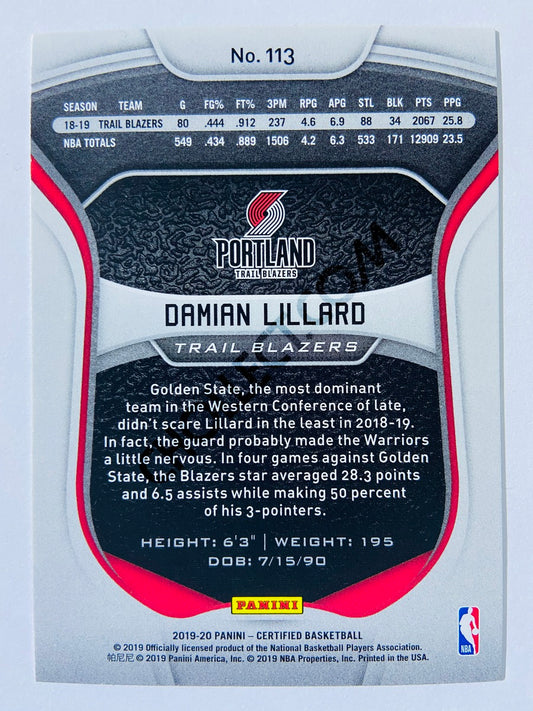 No. 113
SEASON TEAM G FG% FT% 3PM RPG APG STL BLK PTS PPG
18-19 TRAIL BLAZERS 80 .444 .912 237 4.6 6.9 88 34 2067 25.8
NBA TOTALS 549 .434 .889 1506 4.2 6.3 533 171 12909 23.5
PORTLAND
TRAIL BLAZERS
DAMIAN LILLARD
TRAIL BLAZERS
Golden State, the most dominant
team in the Western Conference of late,
didn't scare Lillard in the least in 2018-19.
In fact, the guard probably made the Warriors
a little nervous. In four games against Golden
State, the Blazers star averaged 28.3 points
and 6.5 assists while making 50 percent
of his 3-pointers.
HEIGHT: 6'3" | WEIGHT: 195
DOB: 7/15/90
PANINI
2019-20 PANINI – CERTIFIED BASKETBALL
© 2019 Officially licensed product of the National Basketball Players Association.
帕尼尼 © 2019 Panini America, Inc. © 2019 NBA Properties, Inc. Printed in the USA.
NBA